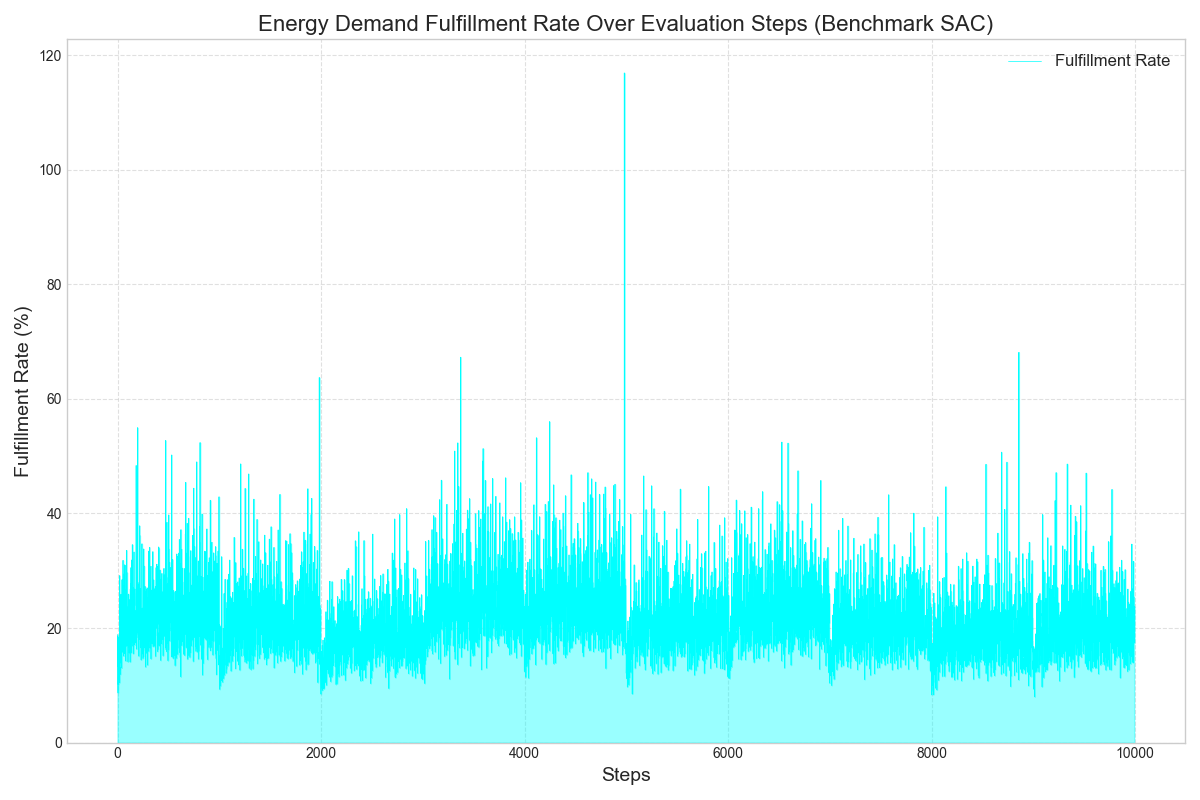 Energy Demand Fulfillment Rate Over Evaluation Steps (Benchmark SAC)
Fulfillment Rate
Fulfillment Rate (%)
120
100
80
60
40
20
0
0 2000 4000 6000 8000 10000
Steps